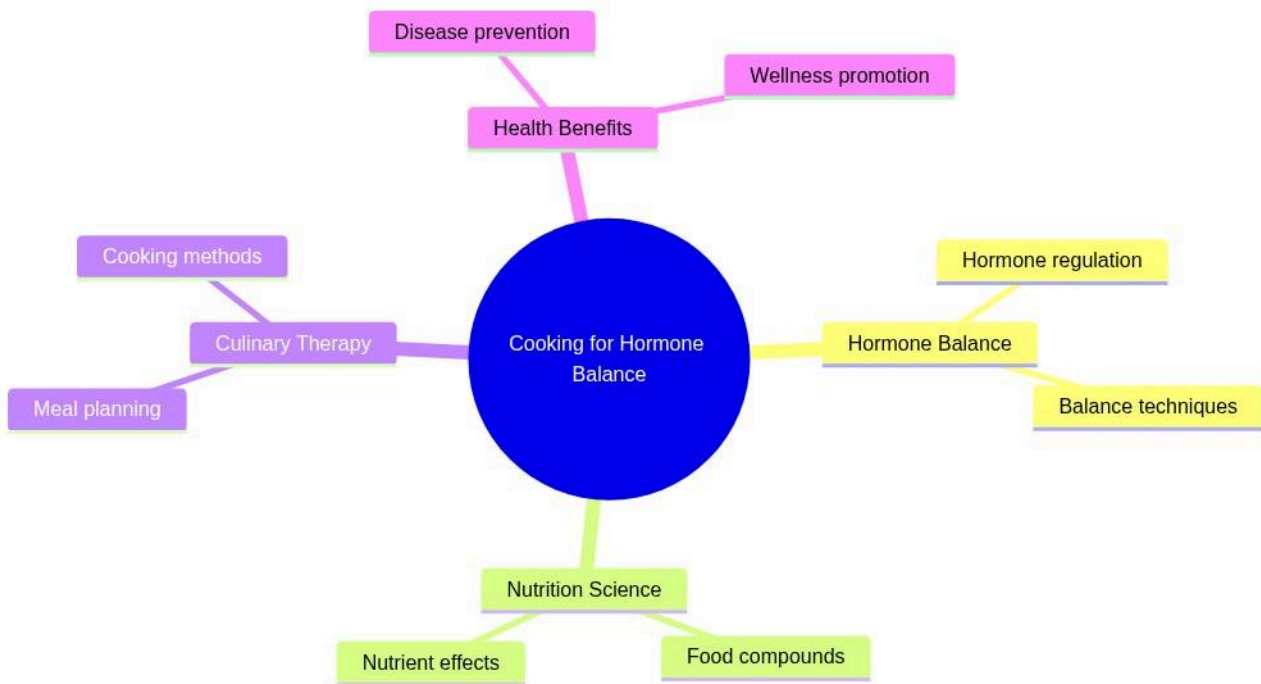 Disease prevention
Wellness promotion
Health Benefits
Cooking methods
Hormone regulation
Culinary Therapy
Cooking for Hormone
Balance
Hormone Balance
Meal planning
Balance techniques
Nutrition Science
Nutrient effects
Food compounds